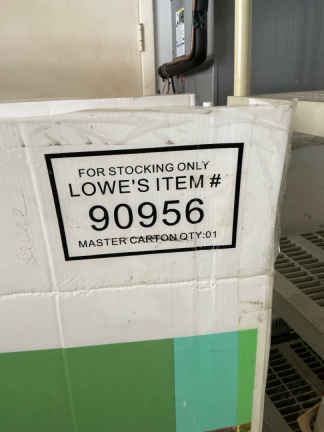 FOR STOCKING ONLY
LOWE'S ITEM #
90956
MASTER CARTON QTY:01